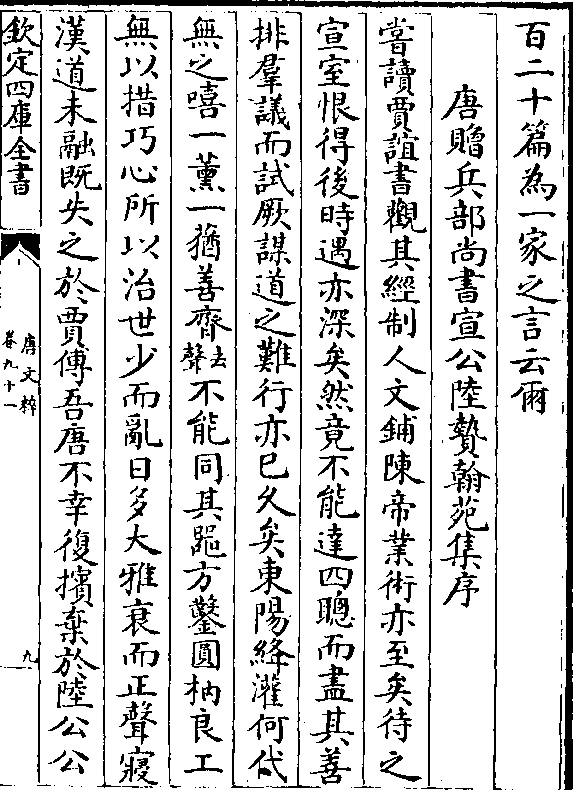 百二十篇為一家之言云爾
唐贈兵部尚書宣公陸贄翰苑集序
嘗讀賈誼書觀其經制人文鋪陳帝業術亦至矣待之
宣室恨得後時遇亦深矣然竟不能達四聰而盡其善
排羣議而試厥謀道之難行亦已久矣東陽絳灌何代
無之嘻一薰一蕕善齊去聲不能同其器方鑿圓枘良工
無以措巧心所以治世少而亂日多大雅衰而正聲寢
漢道未融既失之於賈傅吾唐不幸復擯棄於陸公公
欽定四庫全書
唐文粹
卷九十一
九